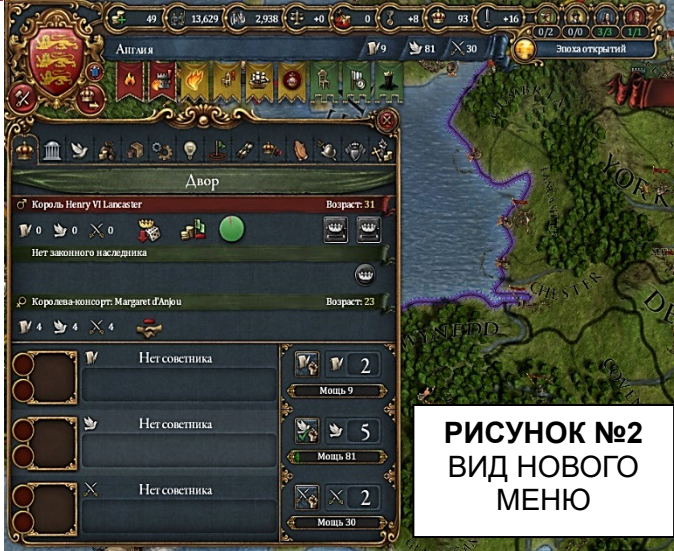 49 13,629 2,938 +0 0 +8 93 +16
0/2 0/0 3/3 1/1
Англия 9 81 30 Эпоха открытий
Двор
Король Henry VI Lancaster Возраст: 31
0 0 0
Нет законного наследника
Королева-консорт: Margaret d'Anjou Возраст: 23
4 4 4
Нет советника 2
Мощь 9
Нет советника 5
Мощь 81
Нет советника 2
Мощь 30
YORK
CHESTER
GWYNEDD
РИСУНОК №2
ВИД НОВОГО
МЕНЮ